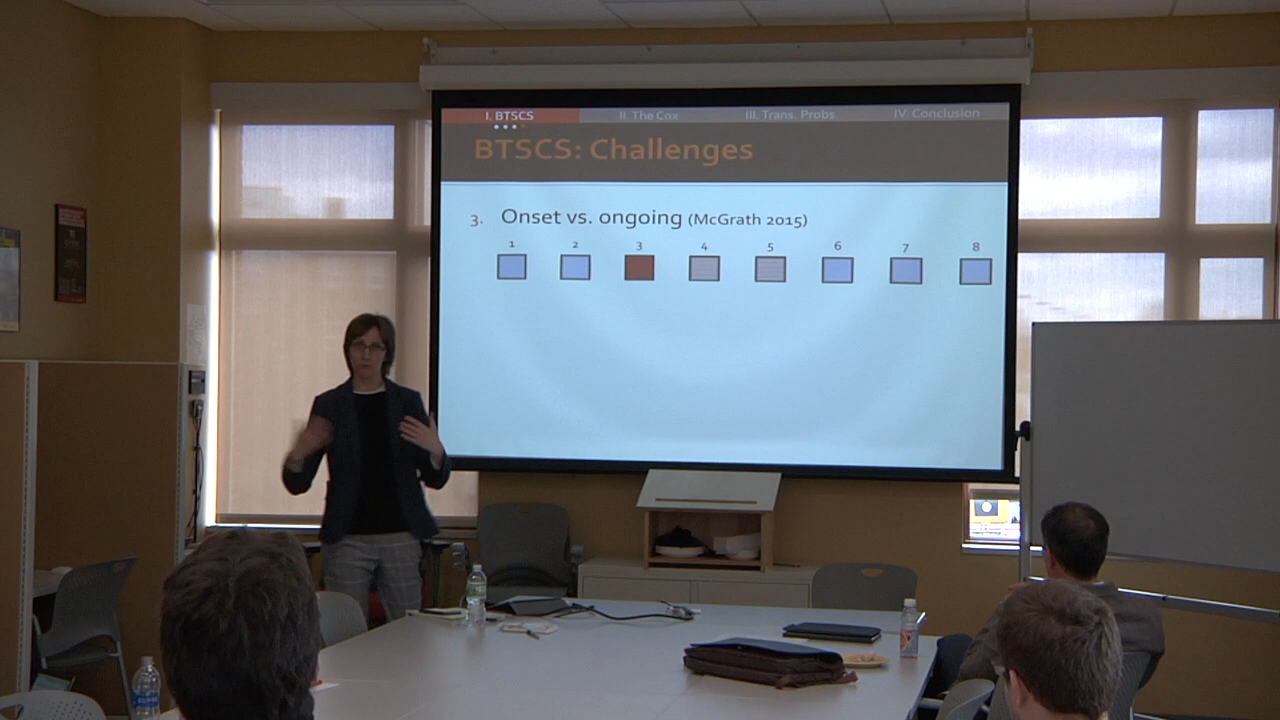 I. BTSCS II. The Cox III. Trans. Probs. IV. Conclusion
BTSCS: Challenges
3. Onset vs. ongoing (McGrath 2015)
1 2 3 4 5 6 7 8